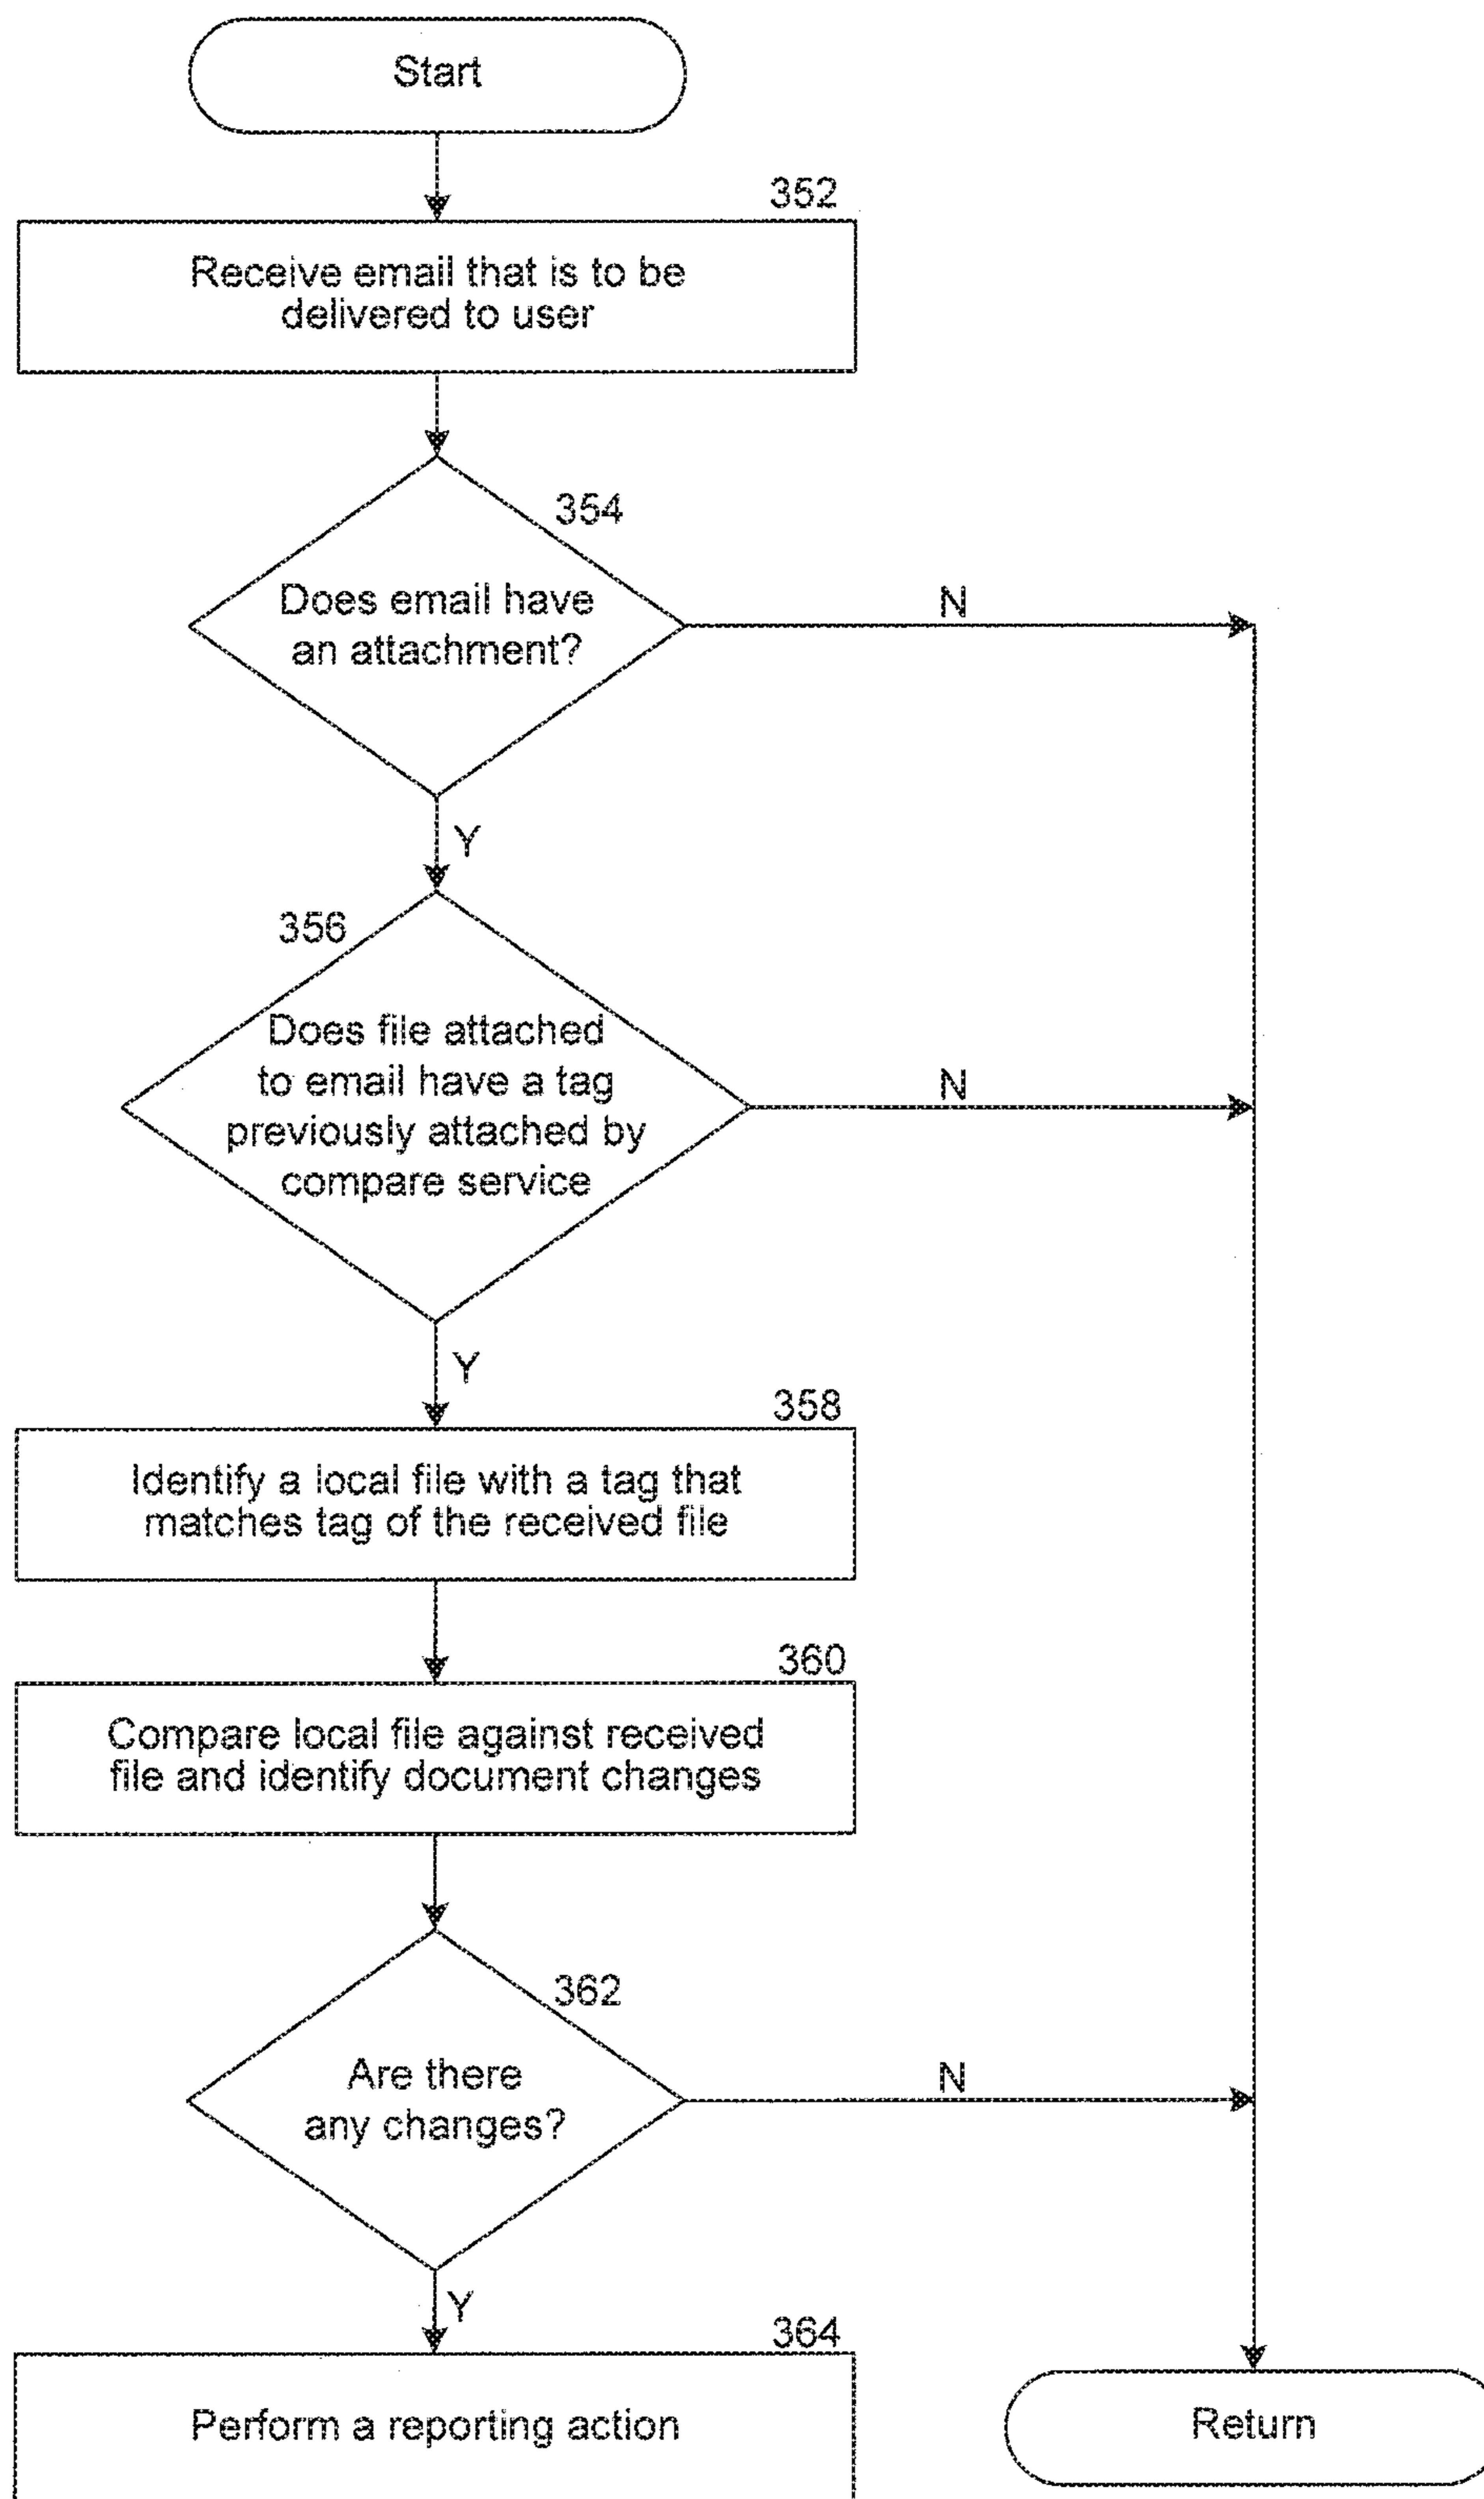 Start
352
Receive email that is to be
delivered to user
354
Does email have
an attachment?
N
Y
356
Does file attached
to email have a tag
previously attached by
compare service
N
Y
358
Identify a local file with a tag that
matches tag of the received file
360
Compare local file against received
file and identify document changes
362
Are there
any changes?
N
Y
364
Perform a reporting action
Return